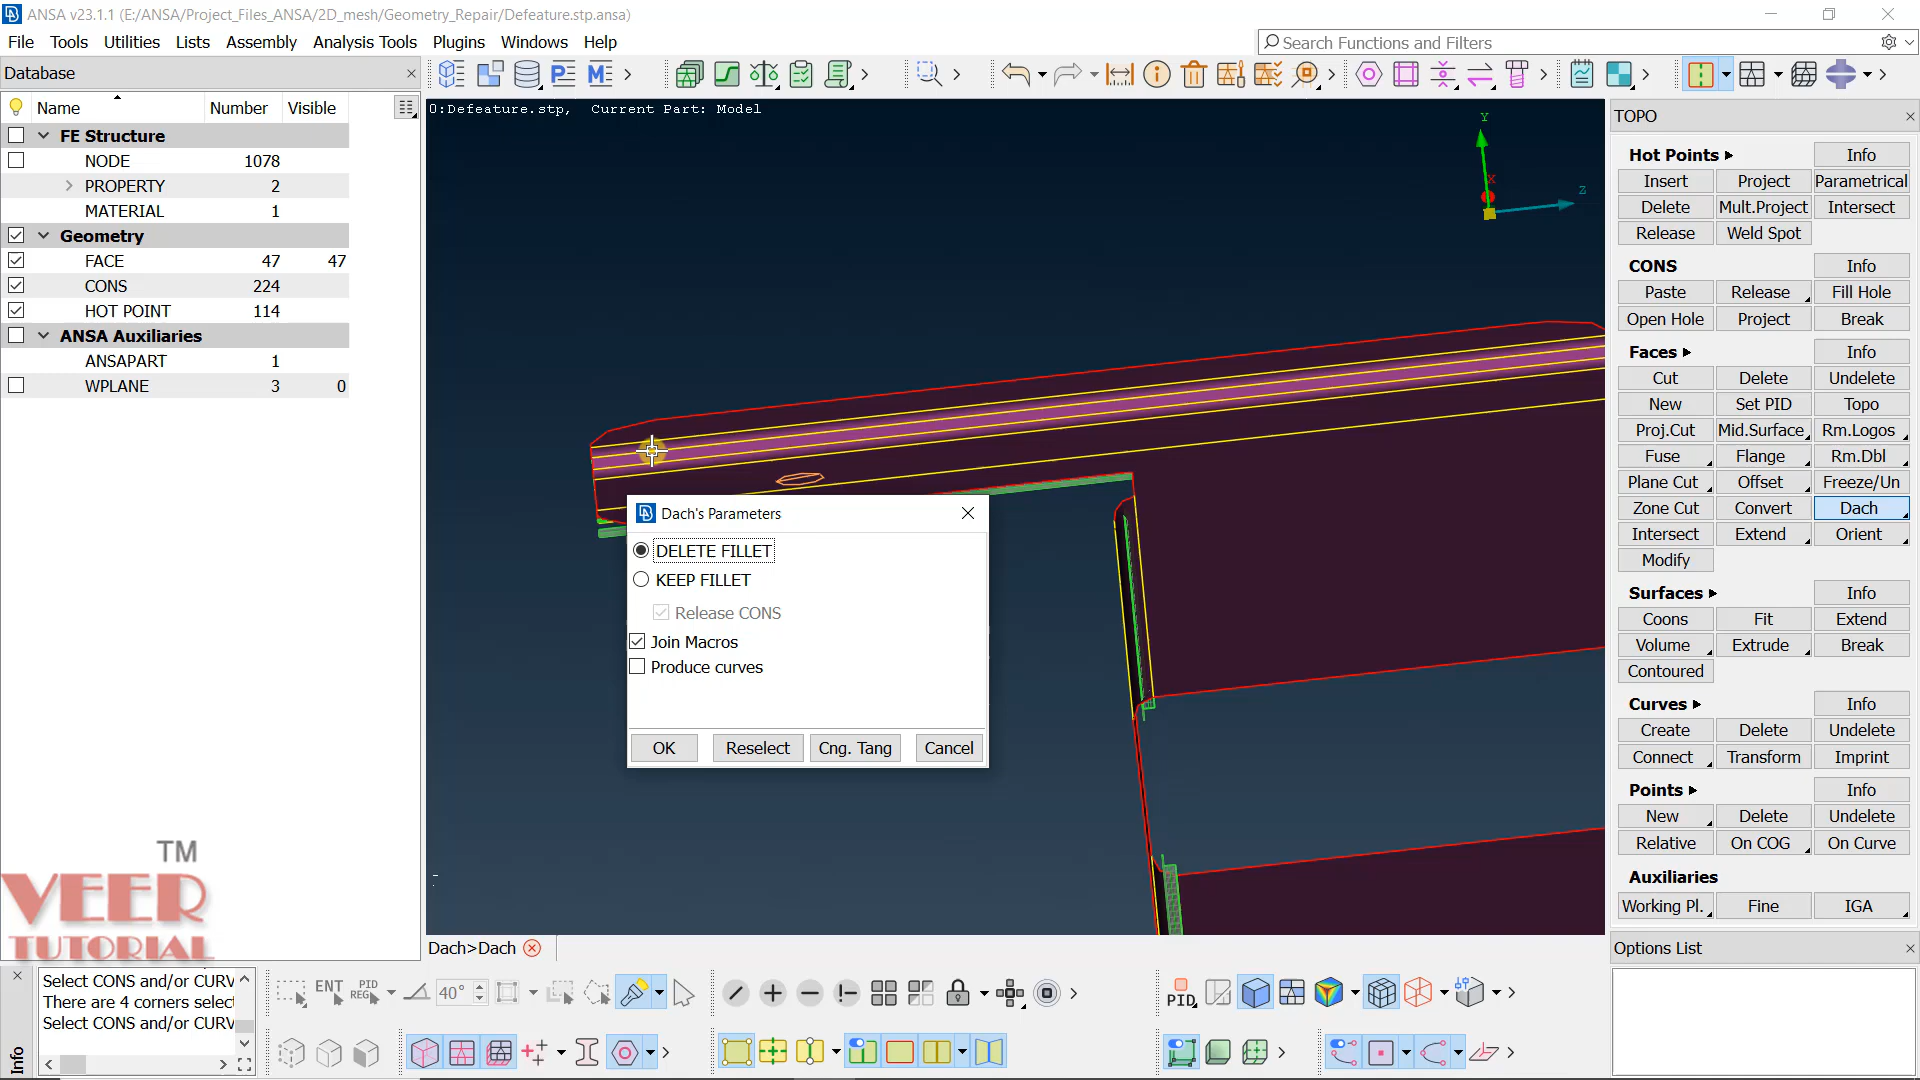 ANSA v23.1.1 (E:/ANSA/Project_Files_ANSA/2D_mesh/Geometry_Repair/Defeature.stp.ansa)
File Tools Utilities Lists Assembly Analysis Tools Plugins Windows Help
Search Functions and Filters
Database
Name Number Visible
FE Structure
NODE 1078
PROPERTY 2
MATERIAL 1
Geometry
FACE 47 47
CONS 224
HOT POINT 114
ANSA Auxiliaries
ANSAPART 1
WPLANE 3 0
0:Defeature.stp, Current Part: Model
Y
X
Z
Dach's Parameters
DELETE FILLET
KEEP FILLET
Release CONS
Join Macros
Produce curves
OK Reselect Cng. Tang Cancel
TOPO
Hot Points Info
Insert Project Parametrical
Delete Mult.Project Intersect
Release Weld Spot
CONS Info
Paste Release Fill Hole
Open Hole Project Break
Faces Info
Cut Delete Undelete
New Set PID Topo
Proj.Cut Mid.Surface Rm.Logos
Fuse Flange Rm.Dbl
Plane Cut Offset Freeze/Un
Zone Cut Convert Dach
Intersect Extend Orient
Modify
Surfaces Info
Coons Fit Extend
Volume Extrude Break
Contoured
Curves Info
Create Delete Undelete
Connect Transform Imprint
Points Info
New Delete Undelete
Relative On COG On Curve
Auxiliaries
Working Pl. Fine IGA
Options List
TM
VEER
TUTORIAL
Dach>Dach
Info
Select CONS and/or CURV
There are 4 corners select
Select CONS and/or CURV
ENT
PID
REG
40°
PID